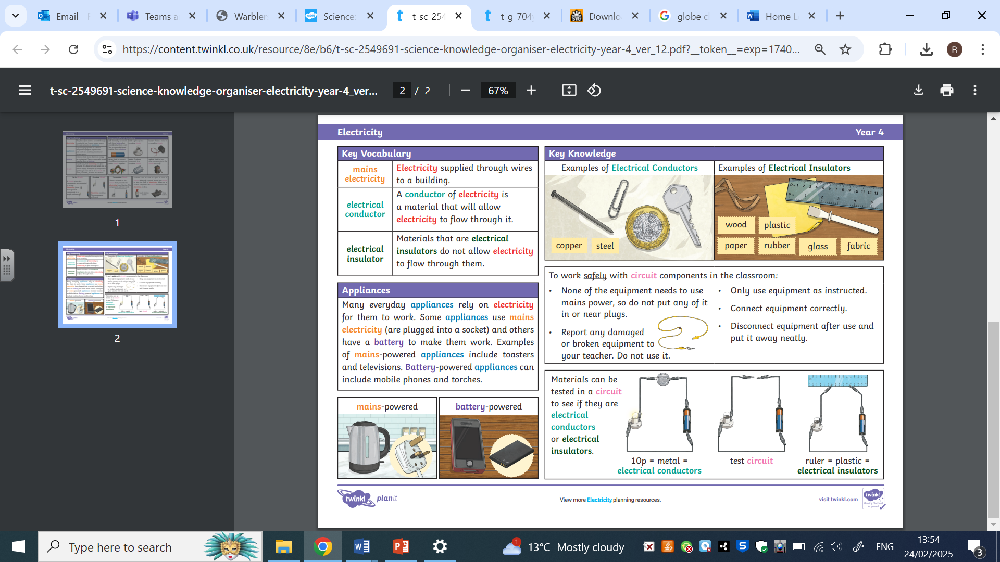 Email -
Teams a
Warbler
Science:
t-sc-254
t-g-704
Downlo
globe cl
Home L
https://content.twinkl.co.uk/resource/8e/b6/t-sc-2549691-science-knowledge-organiser-electricity-year-4_ver_12.pdf?__token__=exp=1740...
R
t-sc-2549691-science-knowledge-organiser-electricity-year-4_ver...
2 / 2
67%
1
2
Electricity
Year 4
Key Vocabulary
mains electricity
Electricity supplied through wires
to a building.
electrical conductor
A conductor of electricity is
a material that will allow
electricity to flow through it.
electrical insulator
Materials that are electrical
insulators do not allow electricity
to flow through them.
Appliances
Many everyday appliances rely on electricity
for them to work. Some appliances use mains
electricity (are plugged into a socket) and others
have a battery to make them work. Examples
of mains-powered appliances include toasters
and televisions. Battery-powered appliances can
include mobile phones and torches.
mains-powered
battery-powered
Key Knowledge
Examples of Electrical Conductors
copper
steel
Examples of Electrical Insulators
wood
plastic
paper
rubber
glass
fabric
To work safely with circuit components in the classroom:
• None of the equipment needs to use
mains power, so do not put any of it
in or near plugs.
• Report any damaged
or broken equipment to
your teacher. Do not use it.
• Only use equipment as instructed.
• Connect equipment correctly.
• Disconnect equipment after use and
put it away neatly.
Materials can be
tested in a circuit
to see if they are
electrical
conductors
or electrical
insulators.
10p = metal =
electrical conductors
test circuit
ruler = plastic =
electrical insulators
twinkl planit
View more Electricity planning resources.
visit twinkl.com
twinkl
Quality Standard
Approved
Type here to search
1
13°C Mostly cloudy
ENG
13:54
24/02/2025
3